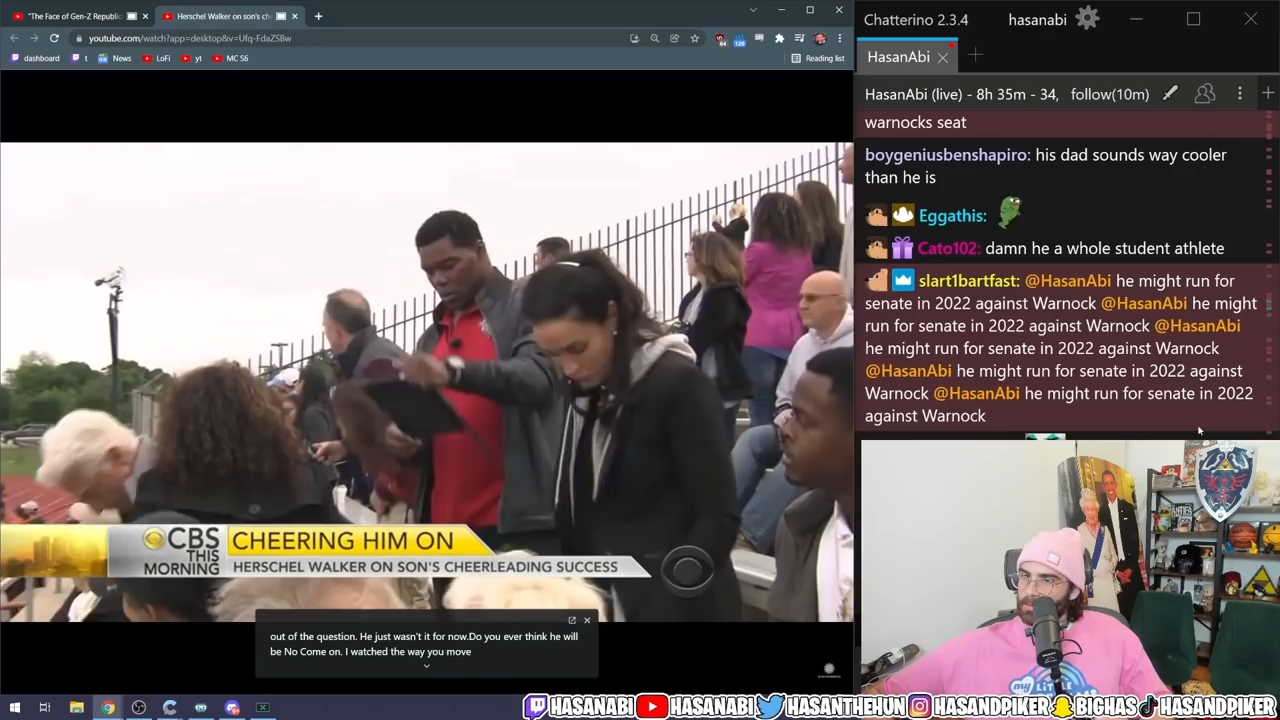 "The Face of Gen-Z Republic
Herschel Walker on son's ch
youtube.com/watch?app=desktop&v=Ufq-FdaZSBw
dashboard
t
News
LoFi
yt
MC S6
Reading list
CBS
THIS
MORNING
CHEERING HIM ON
HERSCHEL WALKER ON SON'S CHEERLEADING SUCCESS
out of the question. He just wasn't it for now.Do you ever think he will
be No Come on. I watched the way you move
Chatterino 2.3.4
hasanabi
HasanAbi
HasanAbi (live) - 8h 35m - 34,
follow(10m)
warnocks seat
boygeniusbenshapiro: his dad sounds way cooler
than he is
Eggathis:
Cato102: damn he a whole student athlete
slart1bartfast: @HasanAbi he might run for
senate in 2022 against Warnock @HasanAbi he might
run for senate in 2022 against Warnock @HasanAbi
he might run for senate in 2022 against Warnock
@HasanAbi he might run for senate in 2022 against
Warnock @HasanAbi he might run for senate in 2022
against Warnock
my LiTTLE
HASANABI HASANABI HASANTHEHUN HASANDPIKER BIGHAS HASANDPIKER